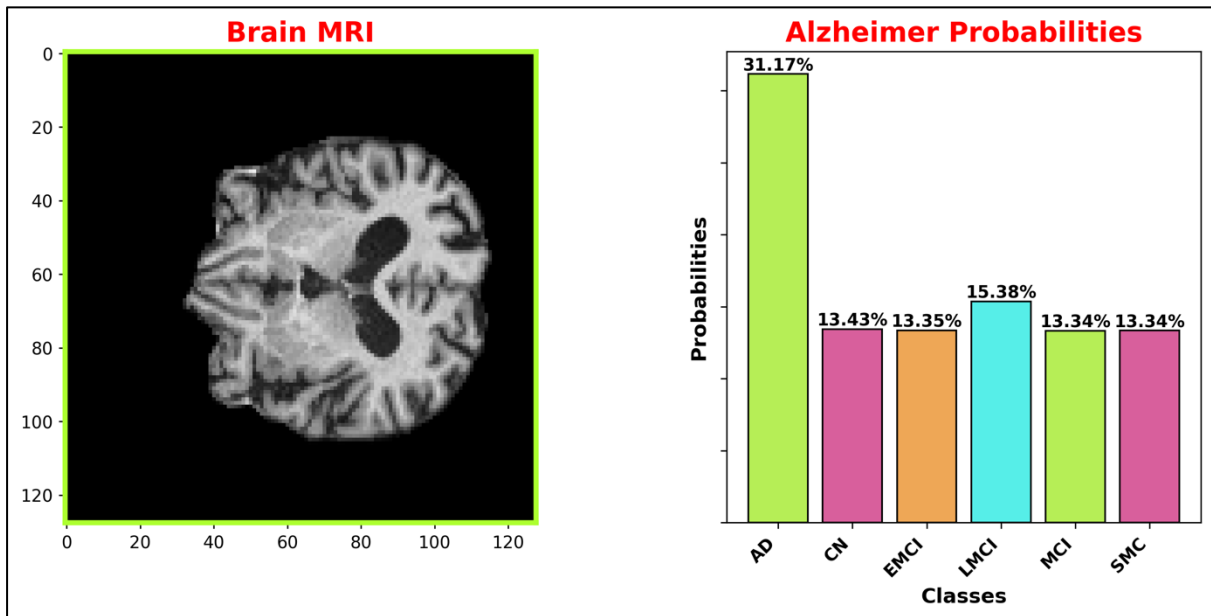 Brain MRI
0
20
40
60
80
100
120
0 20 40 60 80 100 120
Alzheimer Probabilities
Probabilities
31.17%
13.43%
13.35%
15.38%
13.34%
13.34%
AD
CN
EMCI
LMCI
MCI
SMC
Classes